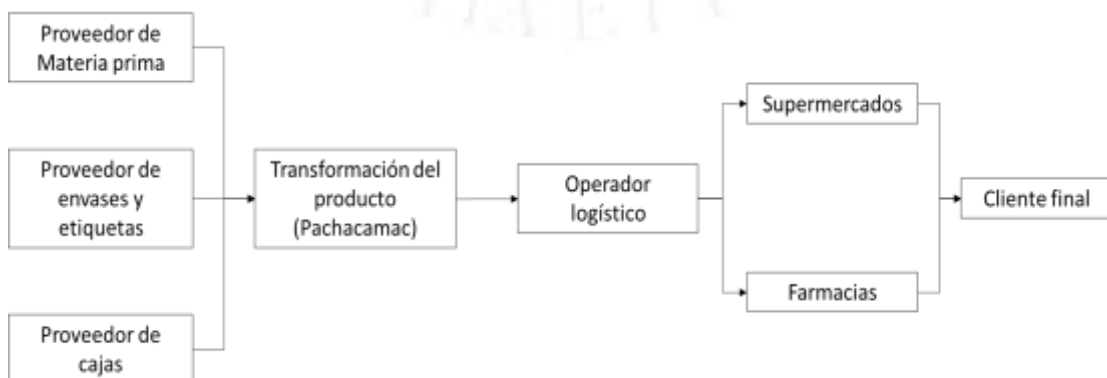 Proveedor de
Materia prima
Proveedor de
envases y
etiquetas
Proveedor de
cajas
Transformación del
producto
(Pachacamac)
Operador
logístico
Supermercados
Farmacias
Cliente final